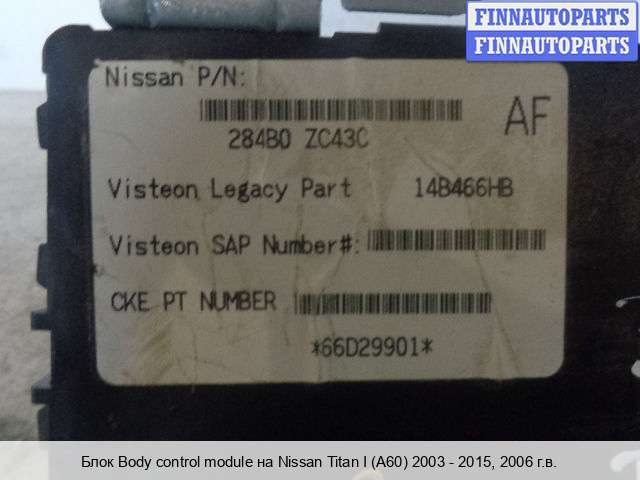 FINNAUTOPARTS
FINNAUTOPARTS
Nissan P/N:
AF
284B0 ZC43C
Visteon Legacy Part 14B466HB
Visteon SAP Number#:
CKE PT NUMBER
*66D29901*
Блок Body control module на Nissan Titan I (A60) 2003 - 2015, 2006 г.в.